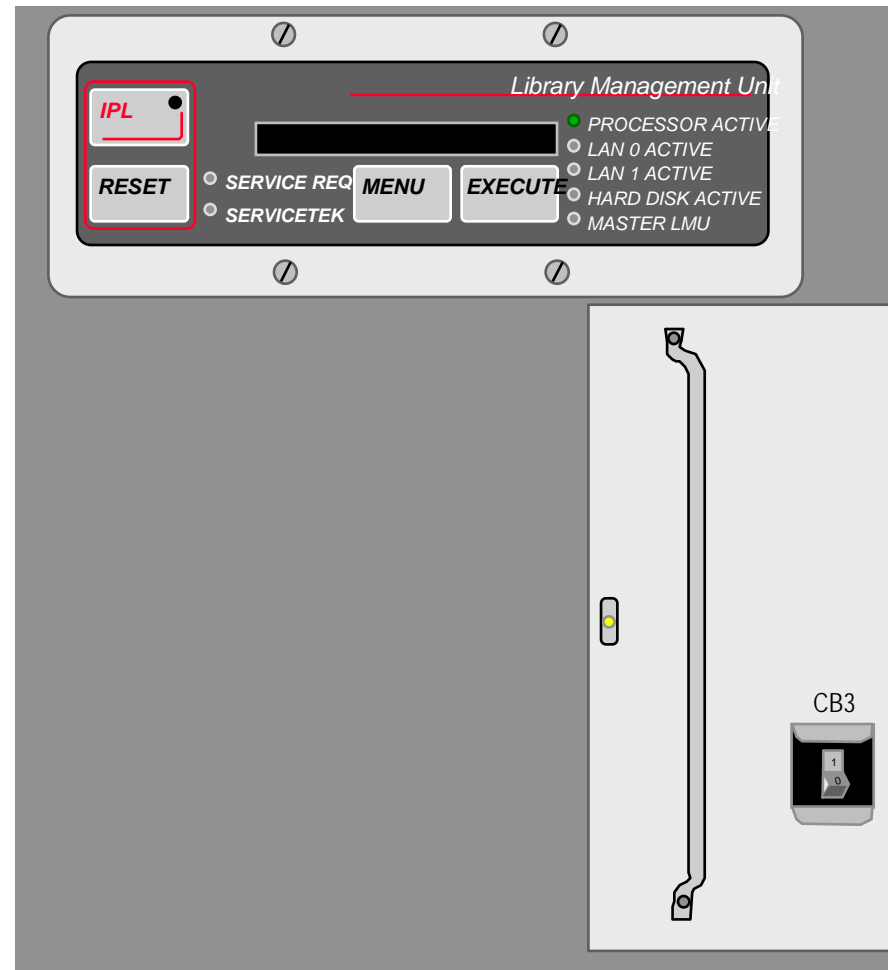 Library Management Unit
IPL
PROCESSOR ACTIVE
LAN 0 ACTIVE
LAN 1 ACTIVE
RESET
SERVICE REQ
MENU
EXECUTE
HARD DISK ACTIVE
SERVICETEK
MASTER LMU
CB3
1
0